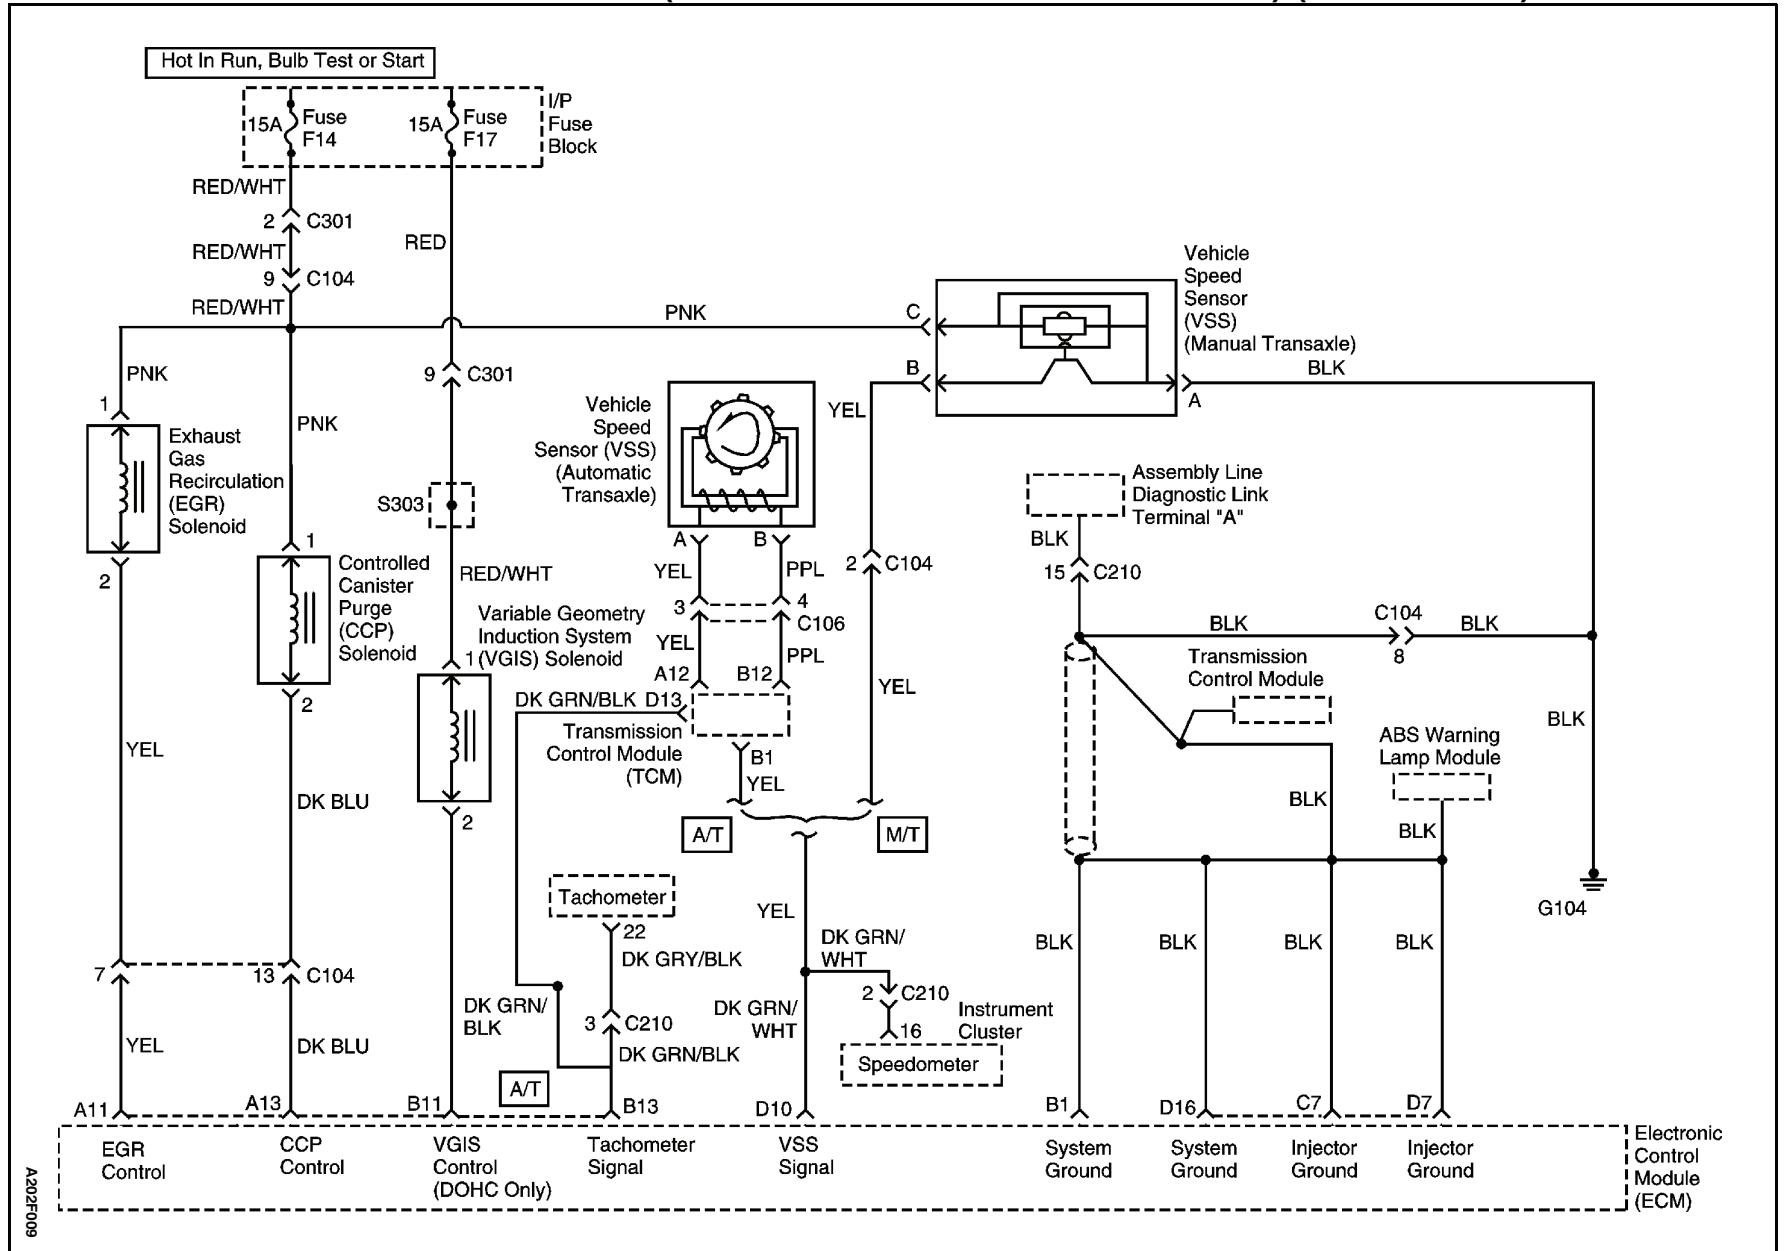 Hot In Run, Bulb Test or Start
15A
Fuse
F14
15A
Fuse
F17
I/P
Fuse
Block
RED/WHT
2
C301
RED/WHT
9
C104
RED/WHT
RED
PNK
PNK
PNK
9
C301
S303
RED/WHT
1
Exhaust
Gas
Recirculation
(EGR)
Solenoid
2
1
Controlled
Canister
Purge
(CCP)
Solenoid
2
Variable Geometry
Induction System
1 (VGIS) Solenoid
2
YEL
DK BLU
7
13
C104
YEL
DK BLU
Vehicle
Speed
Sensor (VSS)
(Automatic
Transaxle)
A
B
YEL
PPL
3
4
C106
YEL
PPL
A12
B12
DK GRN/BLK
D13
Transmission
Control Module
(TCM)
B1
YEL
A/T
M/T
C
B
A
Vehicle
Speed
Sensor
(VSS)
(Manual Transaxle)
BLK
YEL
2
C104
YEL
Tachometer
22
DK GRY/BLK
3
C210
DK GRN/
BLK
DK GRN/BLK
A/T
YEL
DK GRN/
WHT
DK GRN/
WHT
2
C210
16
Instrument
Cluster
Speedometer
Assembly Line
Diagnostic Link
Terminal "A"
BLK
15
C210
BLK
C104
8
BLK
Transmission
Control Module
BLK
ABS Warning
Lamp Module
BLK
BLK
G104
BLK
BLK
BLK
BLK
A11
A13
B11
B13
D10
B1
D16
C7
D7
EGR
Control
CCP
Control
VGIS
Control
(DOHC Only)
Tachometer
Signal
VSS
Signal
System
Ground
System
Ground
Injector
Ground
Injector
Ground
Electronic
Control
Module
(ECM)
A202F009